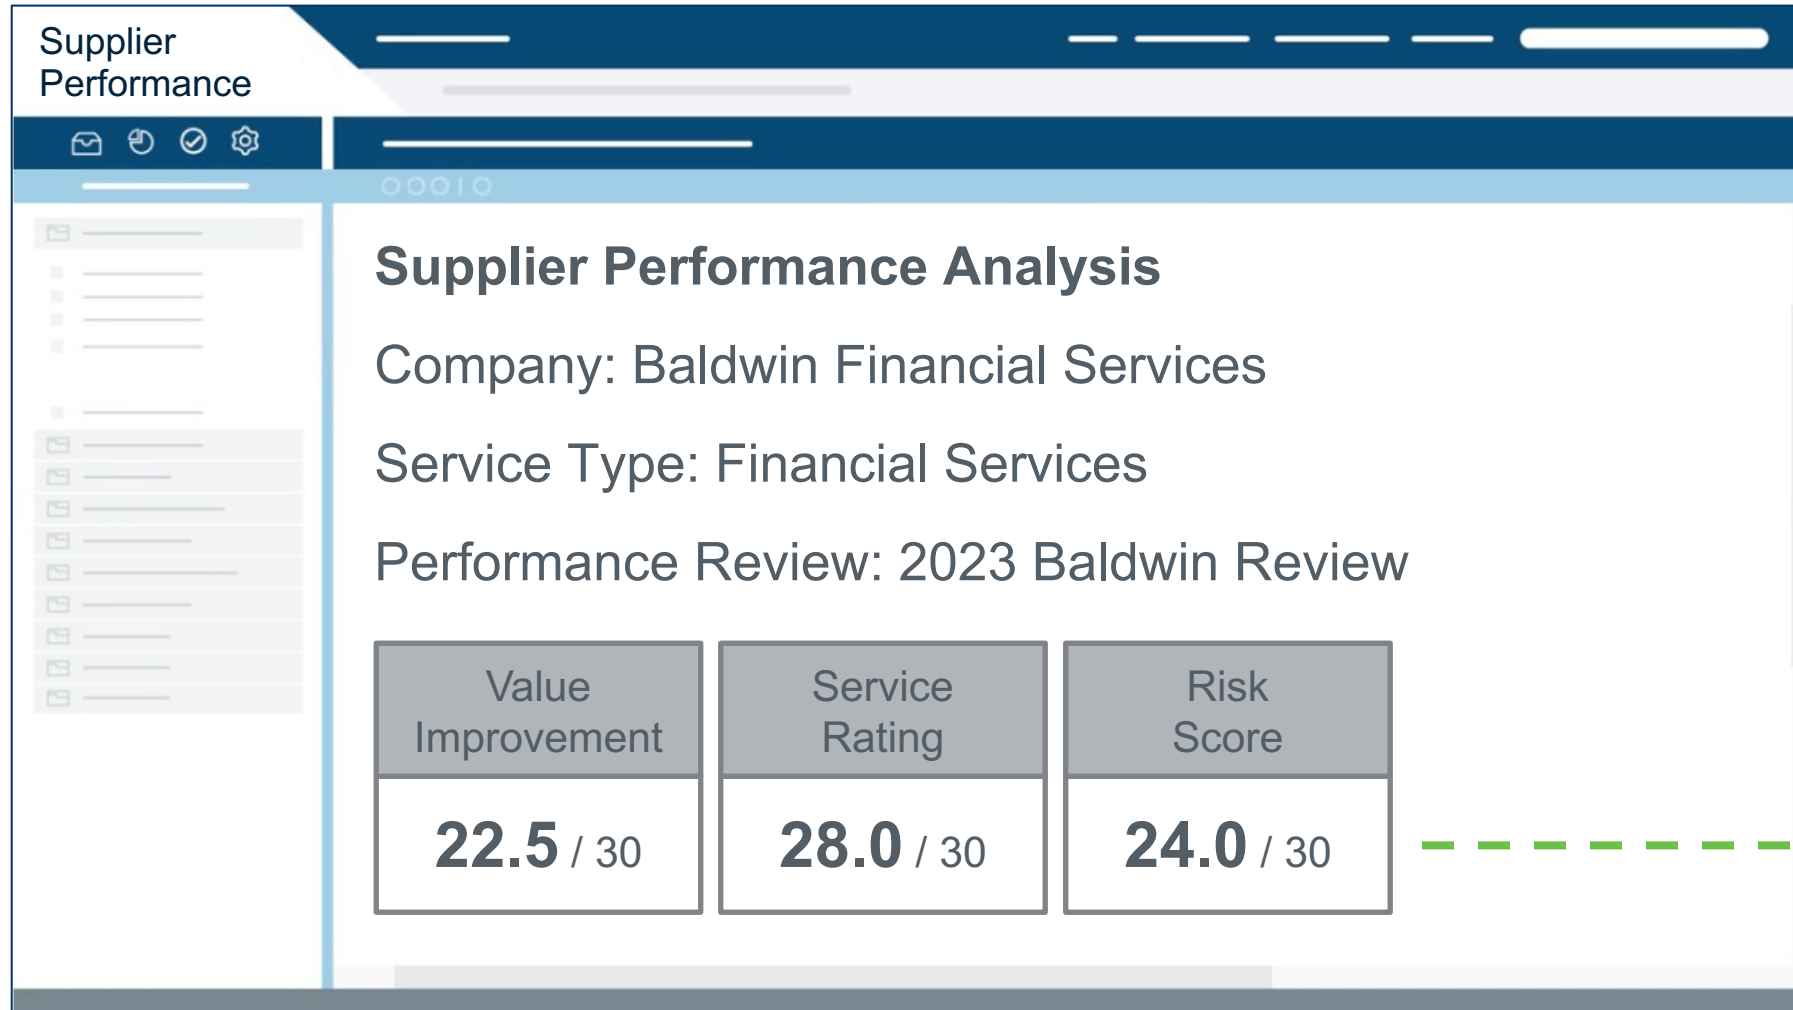 Supplier
Performance
Supplier Performance Analysis
Company: Baldwin Financial Services
Service Type: Financial Services
Performance Review: 2023 Baldwin Review
Value
Improvement
Service
Rating
Risk
Score
22.5 / 30
28.0 / 30
24.0 / 30